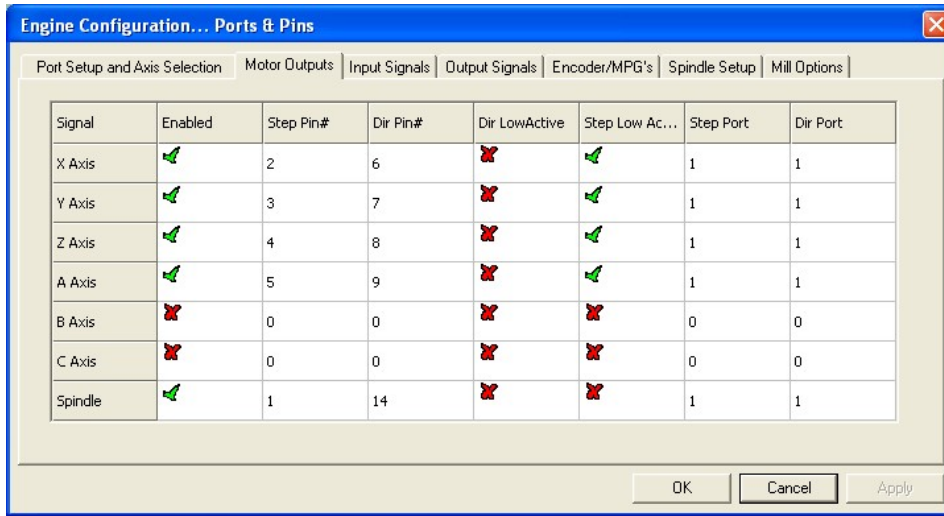 Engine Configuration... Ports & Pins
Port Setup and Axis Selection Motor Outputs Input Signals Output Signals Encoder/MPG's Spindle Setup Mill Options
Signal Enabled Step Pin# Dir Pin# Dir LowActive Step Low Ac... Step Port Dir Port
X Axis 2 6 1 1
Y Axis 3 7 1 1
Z Axis 4 8 1 1
A Axis 5 9 1 1
B Axis 0 0 0 0
C Axis 0 0 0 0
Spindle 1 14 1 1
OK Cancel Apply